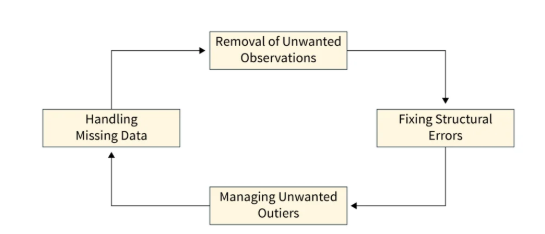 Removal of Unwanted
Observations
Fixing Structural
Errors
Managing Unwanted
Outiers
Handling
Missing Data